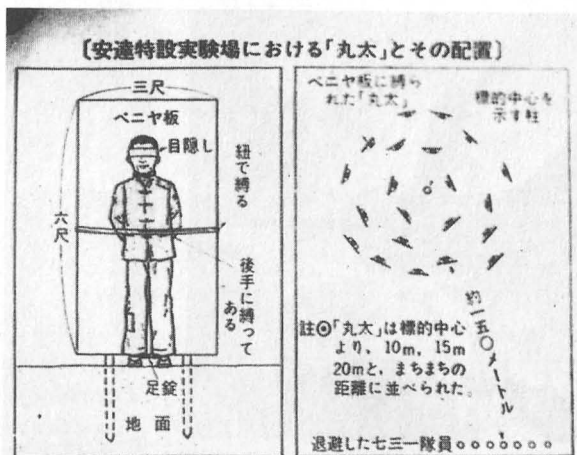 〔安達特設実験場における「丸太」とその配置〕
三尺
ベニヤ板
目隠し
紐で縛る
六尺
後手に縛って
ある
足錠
地面
ベニヤ板に縛ら
れた「丸太」
標的中心を
示す柱
約一五〇メートル
註◉「丸太」は標的中心
より、10m, 15m
20mと、まちまちの
距離に並べられた。
退避した七三一隊員